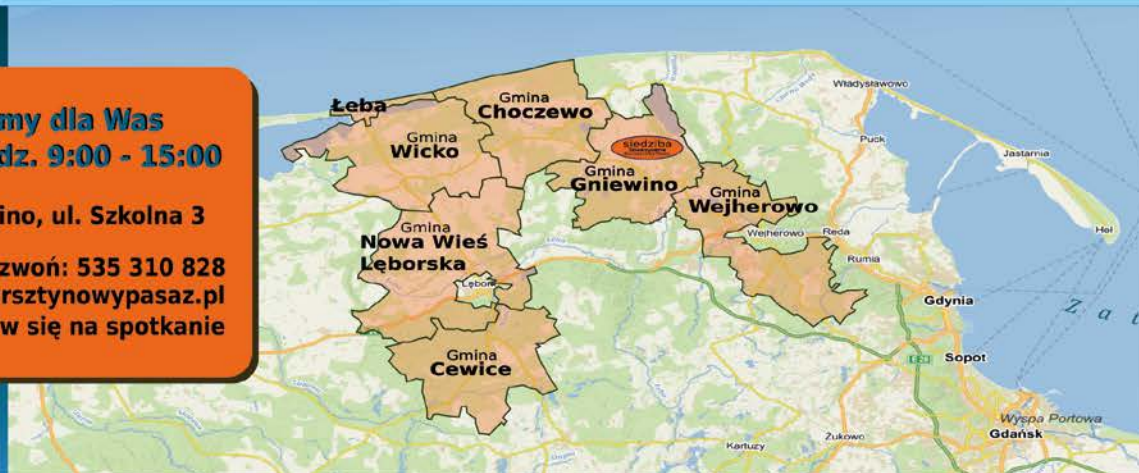 my dla Was
dz. 9:00 - 15:00
ino, ul. Szkolna 3
zwoń: 535 310 828
rsztynowypasaz.pl
w się na spotkanie
Łeba
Gmina
Choczewo
Gmina
Wicko
siedziba
Gmina
Gniewino
Gmina
Wejherowo
Gmina
Nowa Wieś
Lęborska
Gmina
Cewice
Władysławowo
Puck
Jastarnia
Hel
Wejherowo
Reda
Rumia
Lębork
Gdynia
Sopot
Z a t
Wyspa Portowa
Gdańsk
Żukowo
Kartuzy